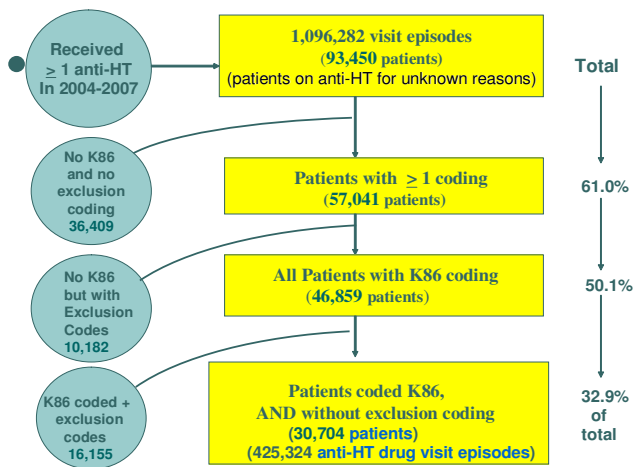 Received
≥ 1 anti-HT
In 2004-2007
1,096,282 visit episodes
(93,450 patients)
(patients on anti-HT for unknown reasons)
Total
No K86
and no
exclusion
coding
36,409
Patients with ≥ 1 coding
(57,041 patients)
61.0%
No K86
but with
Exclusion
Codes
10,182
All Patients with K86 coding
(46,859 patients)
50.1%
K86 coded +
exclusion
codes
16,155
Patients coded K86,
AND without exclusion coding
(30,704 patients)
(425,324 anti-HT drug visit episodes)
32.9%
of
total